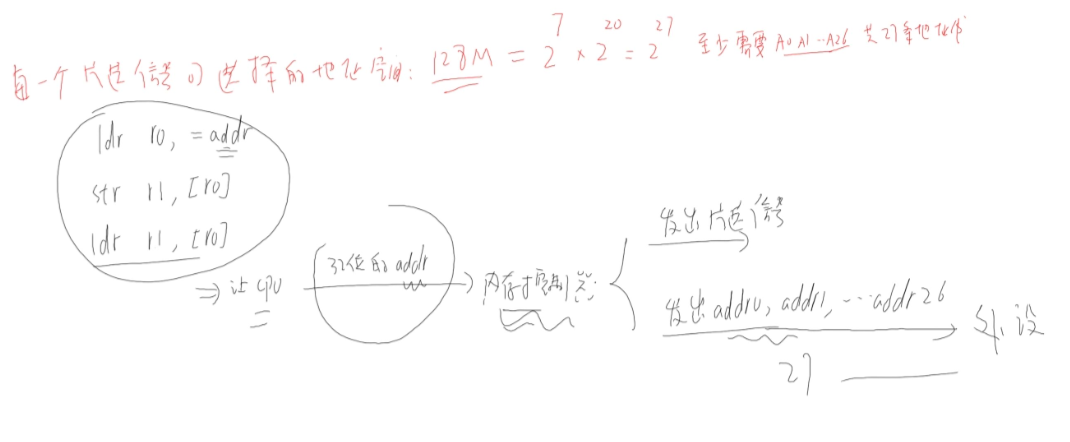 每一个片选信号可选择的地址空间: 128M = 2^7 × 2^20 = 2^27 至少需要 A0 A1 … A26 共27条地址线
ldr r0, = addr
str r1, [r0]
ldr r1, [r0]
⇒ 让 CPU 32位的 addr → 内存控制器:
发出片选信号
发出 addr0, addr1, … addr26 外设
27